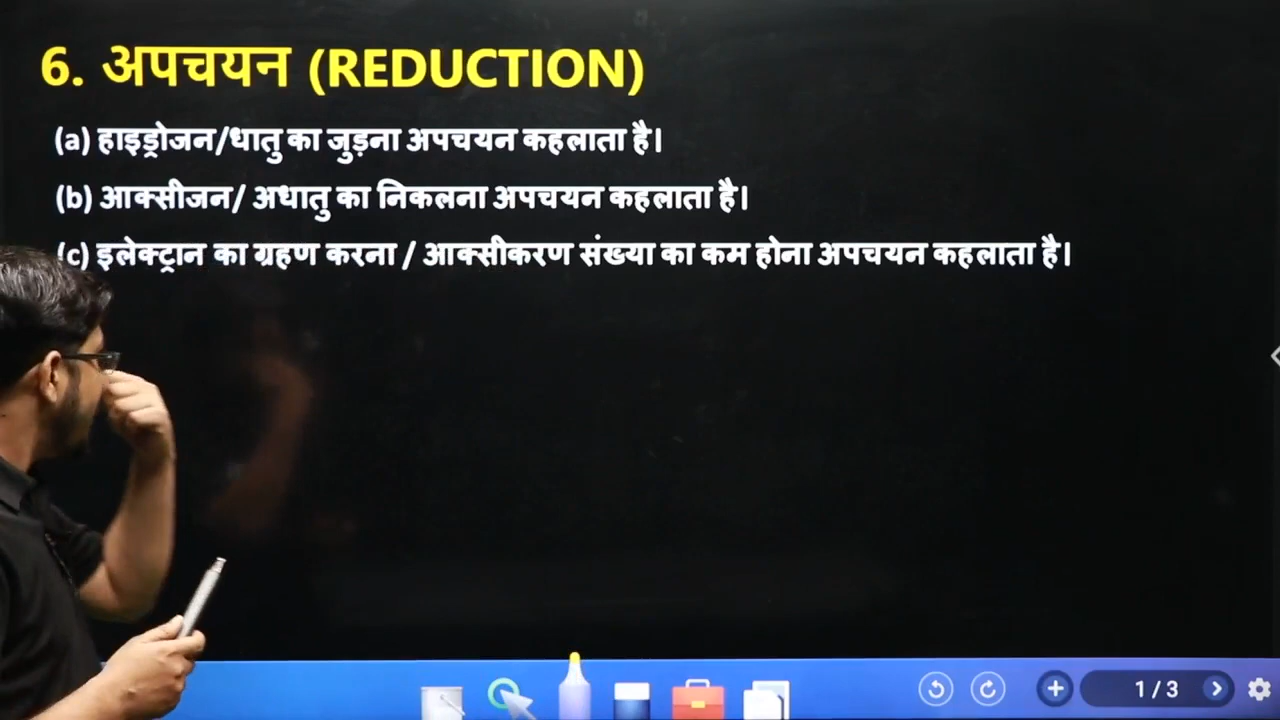 6. अपचयन (REDUCTION)
(a) हाइड्रोजन/धातु का जुड़ना अपचयन कहलाता है।
(b) आक्सीजन/ अधातु का निकलना अपचयन कहलाता है।
(c) इलेक्ट्रान का ग्रहण करना / आक्सीकरण संख्या का कम होना अपचयन कहलाता है।
1 / 3